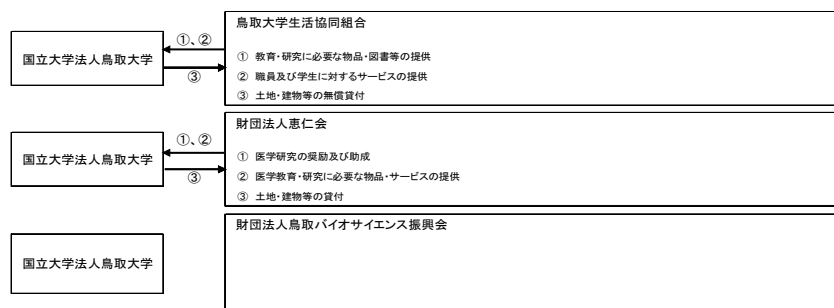 鳥取大学生活協同組合
①、②
国立大学法人鳥取大学
① 教育・研究に必要な物品・図書等の提供
② 職員及び学生に対するサービスの提供
③
③ 土地・建物等の無償貸付
財団法人恵仁会
①、②
国立大学法人鳥取大学
① 医学研究の奨励及び助成
② 医学教育・研究に必要な物品・サービスの提供
③
③ 土地・建物等の貸付
財団法人鳥取バイオサイエンス振興会
国立大学法人鳥取大学